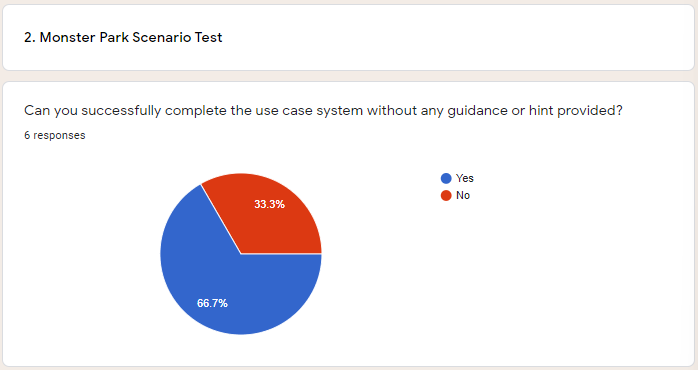 2. Monster Park Scenario Test
Can you successfully complete the use case system without any guidance or hint provided?
6 responses
Yes
No
33.3%
66.7%